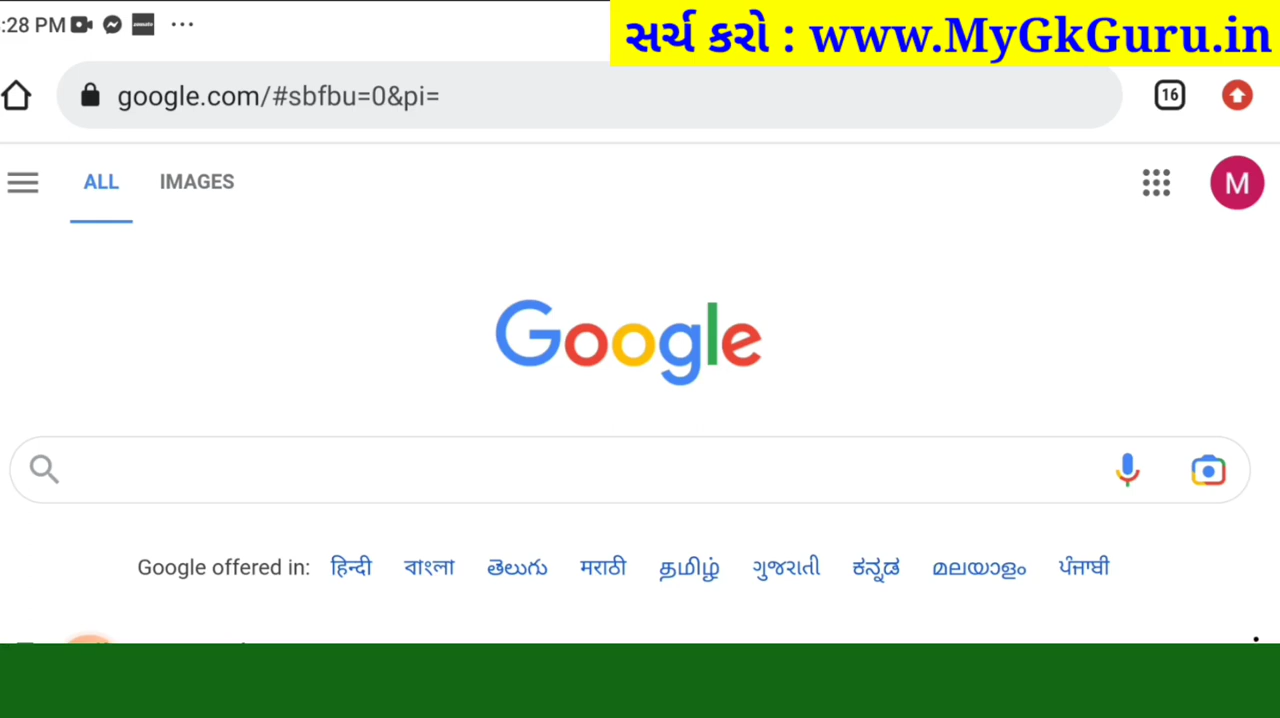 :28 PM
સર્ચ કરો : www.MyGkGuru.in
google.com/#sbfbu=0&pi=
16
ALL IMAGES
M
Google
Google offered in: हिन्दी বাংলা తెలుగు मराठी தமிழ் ગુજરાતી ಕನ್ನಡ മലയാളം ਪੰਜਾਬੀ